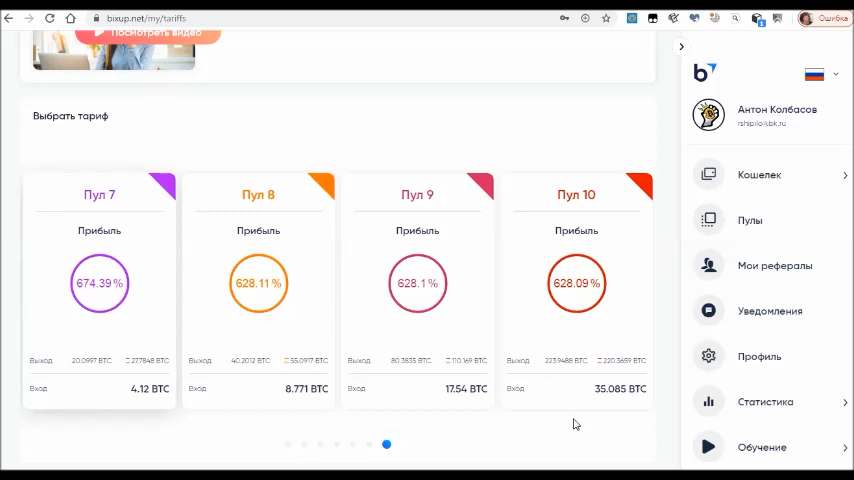 bixup.net/my/tariffs
Ошибка
Посмотреть видео
Выбрать тариф
Пул 7
Прибыль
674.39 %
Выход 20.0997 BTC 27.7848 BTC
Вход 4.12 BTC
Пул 8
Прибыль
628.11 %
Выход 40.2012 BTC 55.0917 BTC
Вход 8.771 BTC
Пул 9
Прибыль
628.1 %
Выход 80.3835 BTC 110.169 BTC
Вход 17.54 BTC
Пул 10
Прибыль
628.09 %
Выход 223.9488 BTC 220.3659 BTC
Вход 35.085 BTC
b
Антон Колбасов
rshipilo@bk.ru
Кошелек
Пулы
Мои рефералы
Уведомления
Профиль
Статистика
Обучение